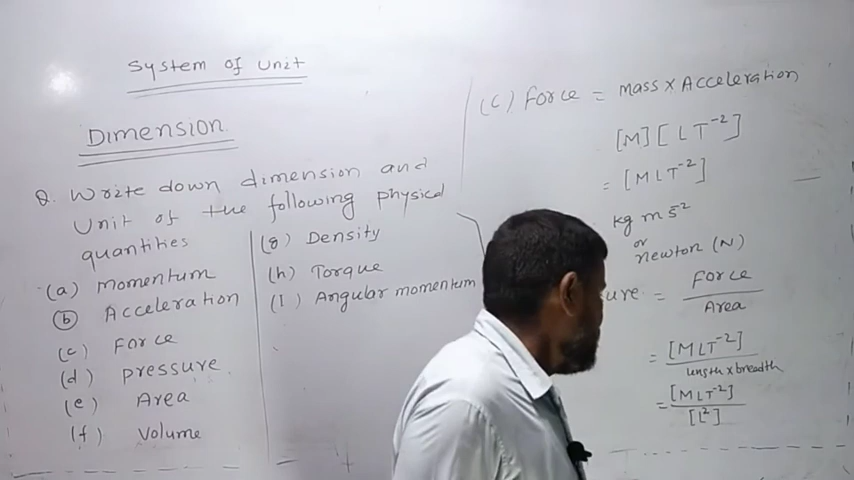 System of Unit
Dimension
Q. Write down dimension and
Unit of the following physical
quantities
(a) Momentum
(b) Acceleration
(c) Force
(d) pressure
(e) Area
(f) Volume
(g) Density
(h) Torque
(I) Angular momentum
(c) Force = Mass × Acceleration
[M][LT⁻²]
= [MLT⁻²]
kg m s⁻²
or
newton (N)
ure = Force
Area
= [MLT⁻²]
length × breadth
= [MLT⁻²]
[L²]